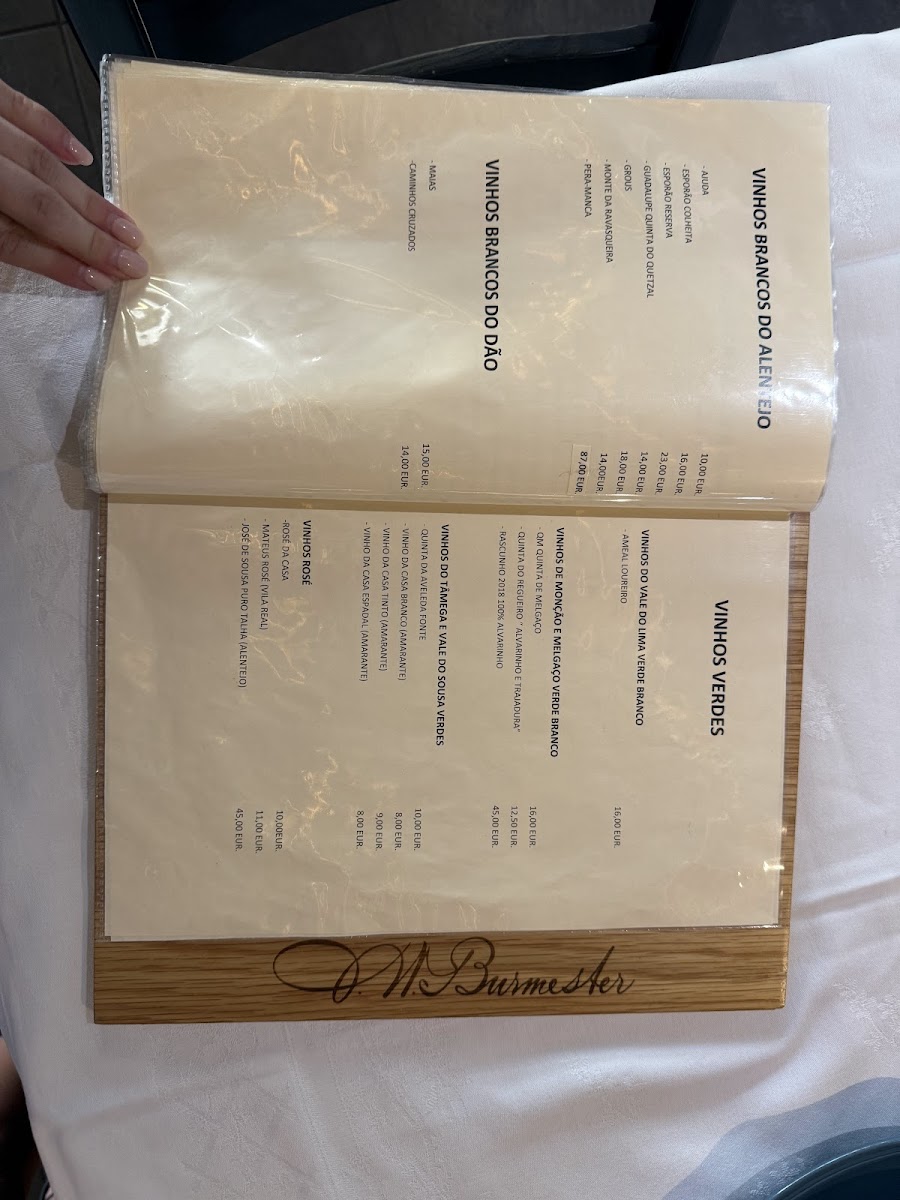 VINHOS BRANCOS DO ALENTEJO
- AJUDA 10,00 EUR.
- ESPORÃO COLHEITA 16,00 EUR.
- ESPORÃO RESERVA 23,00 EUR.
- GUADALUPE QUINTA DO QUETZAL 14,00 EUR.
- GROUS 18,00 EUR.
- MONTE DA RAVASQUEIRA 14,00EUR.
- PERA-MANCA 87,00 EUR.
VINHOS BRANCOS DO DÃO
- MAIAS 15,00 EUR.
-CAMINHOS CRUZADOS 14,00 EUR.
VINHOS VERDES
VINHOS DO VALE DO LIMA VERDE BRANCO
- AMEAL LOUREIRO 16,00 EUR.
VINHOS DE MONÇÃO E MELGAÇO VERDE BRANCO
- QM QUINTA DE MELGAÇO 16,00 EUR.
- QUINTA DO REGUEIRO " ALVARINHO E TRAJADURA" 12,50 EUR.
- RASCUNHO 2018 100% ALVARINHO 45,00 EUR.
VINHOS DO TÂMEGA E VALE DO SOUSA VERDES
-QUINTA DA AVELEDA FONTE 10,00 EUR.
- VINHO DA CASA BRANCO (AMARANTE) 8,00 EUR.
- VINHO DA CASA TINTO (AMARANTE) 9,00 EUR.
- VINHO DA CASA ESPADAL (AMARANTE) 8,00 EUR.
VINHOS ROSÉ
-ROSÉ DA CASA 10,00EUR.
- MATEUS ROSÉ (VILA REAL) 11,00 EUR.
- JOSÉ DE SOUSA PURO TALHA (ALENTEJO) 45,00 EUR.
J.W. Burmester